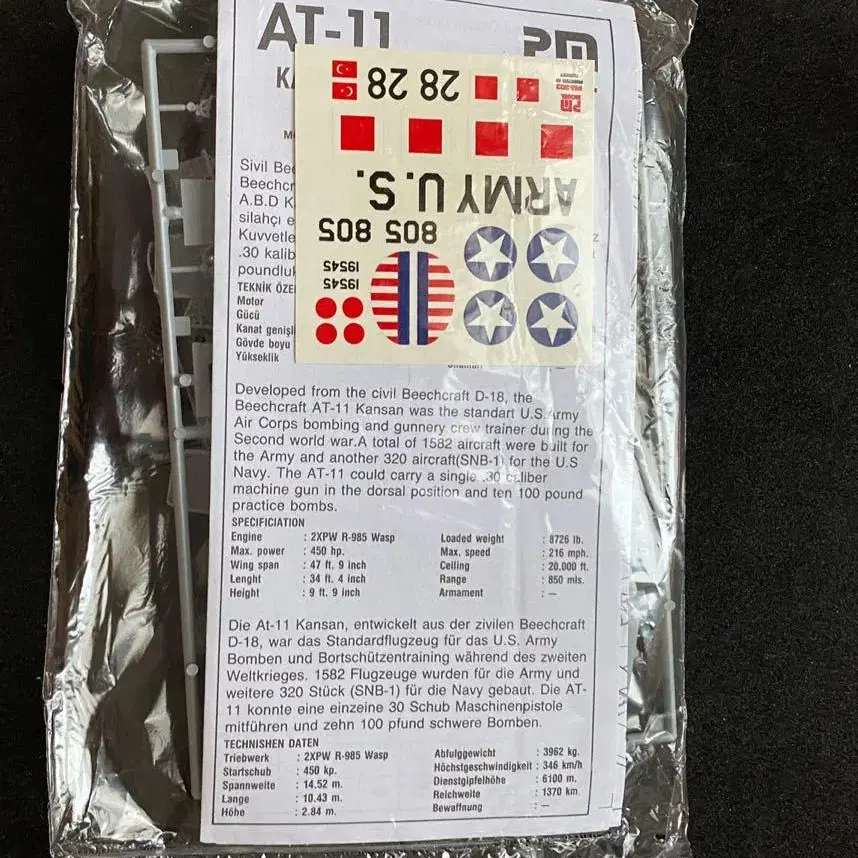 AT-11
PM
28 28
PM
MODEL
ARMY U.S.
805 805
19545
19545
Sivil
A.B.D
silahçı
.30
TEKNİK
Motor
Gücü
Kanat
Gövde boyu
Yükseklik
Developed from the civil Beechcraft D-18, the
Beechcraft AT-11 Kansan was the standart U.S. Army
Air Corps bombing and gunnery crew trainer during the
Second world war.A total of 1582 aircraft were built for
the Army and another 320 aircraft(SNB-1) for the U.S
Navy. The AT-11 could carry a single .30 caliber
machine gun in the dorsal position and ten 100 pound
practice bombs.
SPECIFICIATION
Engine : 2XPW R-985 Wasp
Max. power : 450 hp.
Wing span : 47 ft. 9 inch
Lenght : 34 ft. 4 inch
Height : 9 ft. 9 inch
Loaded weight : 8726 lb.
Max. speed : 216 mph.
Ceiling : 20.000 ft.
Range : 850 mls.
Armament : —
Die At-11 Kansan, entwickelt aus der zivilen Beechcraft
D-18, war das Standardflugzeug für das U.S. Army
Bomben und Bortschützentraining während des zweiten
Weltkrieges. 1582 Flugzeuge wurden für die Army und
weitere 320 Stück (SNB-1) für die Navy gebaut. Die AT-
11 konnte eine einzeine 30 Schub Maschinenpistole
mitführen und zehn 100 pfund schwere Bomben.
TECHNISHEN DATEN
Triebwerk : 2XPW R-985 Wasp
Startschub : 450 kp.
Spannweite : 14.52 m.
Lange : 10.43 m.
Höhe : 2.84 m.
Abfulggewicht : 3962 kg.
Höchstgeschwindigkeit : 346 km/h
Dienstgipfelhöhe : 6100 m.
Reichweite : 1370 km
Bewaffnung : —